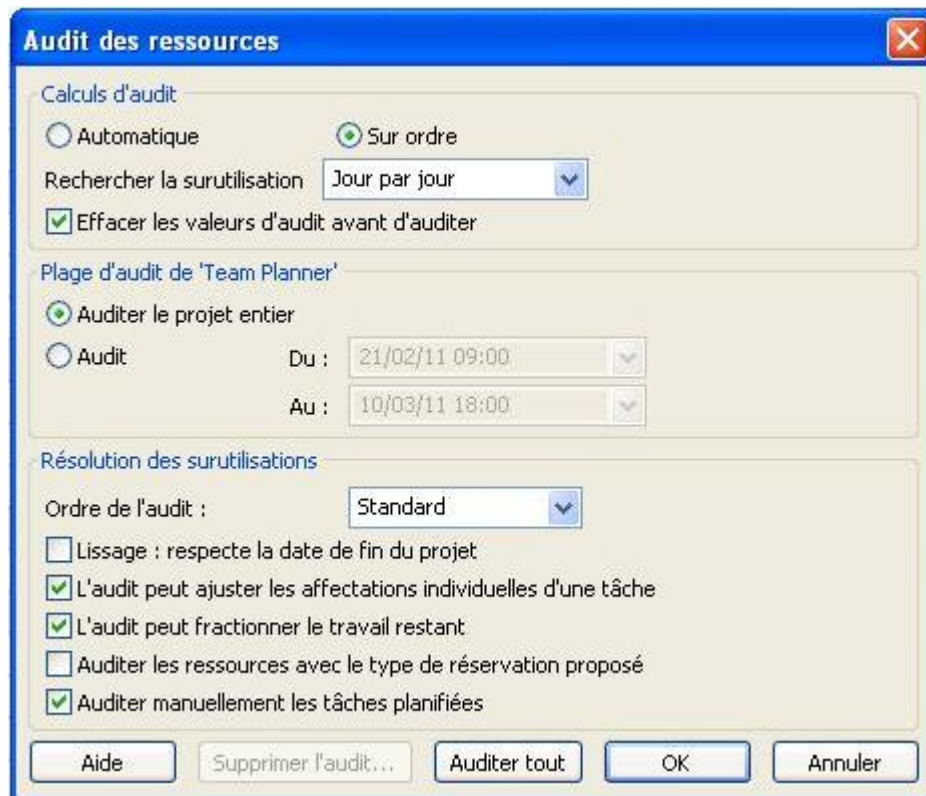 Audit des ressources
Calculs d'audit
Automatique Sur ordre
Rechercher la surutilisation Jour par jour
Effacer les valeurs d'audit avant d'auditer
Plage d'audit de 'Team Planner'
Auditer le projet entier
Audit Du : 21/02/11 09:00
Au : 10/03/11 18:00
Résolution des surutilisations
Ordre de l'audit : Standard
Lissage : respecte la date de fin du projet
L'audit peut ajuster les affectations individuelles d'une tâche
L'audit peut fractionner le travail restant
Auditer les ressources avec le type de réservation proposé
Auditer manuellement les tâches planifiées
Aide Supprimer l'audit... Auditer tout OK Annuler